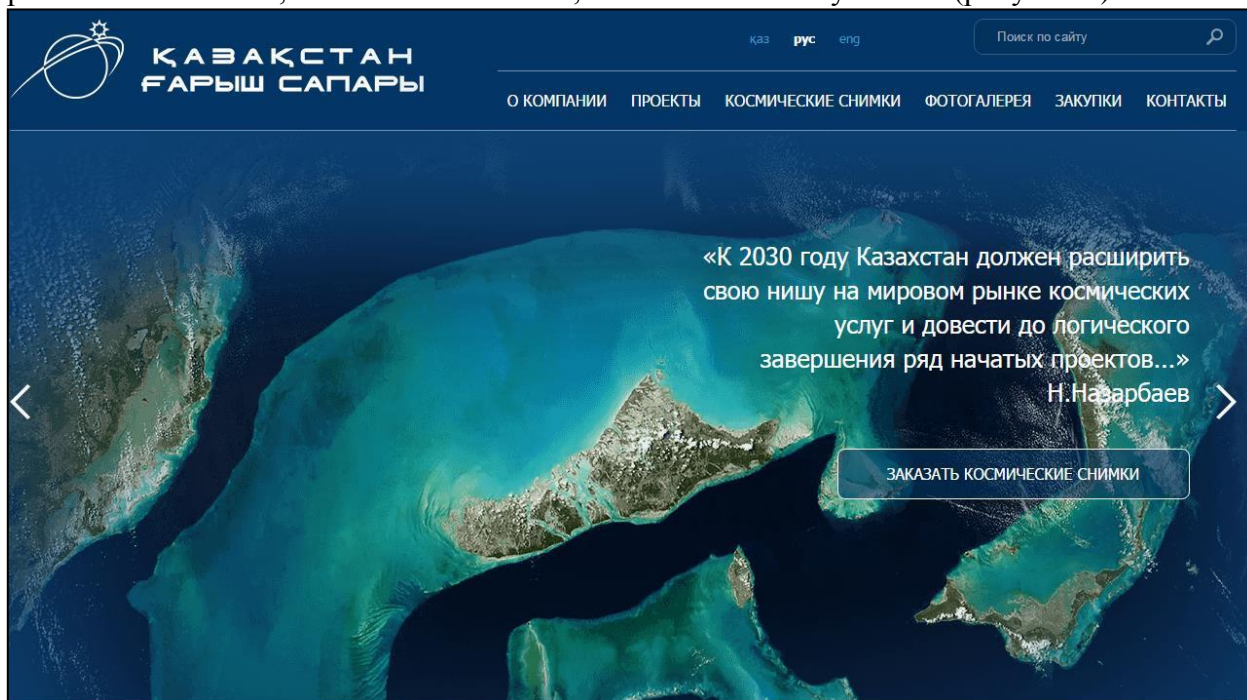 ҚАЗАҚСТАН
ҒАРЫШ САПАРЫ
қаз рус eng
Поиск по сайту
О КОМПАНИИ ПРОЕКТЫ КОСМИЧЕСКИЕ СНИМКИ ФОТОГАЛЕРЕЯ ЗАКУПКИ КОНТАКТЫ
«К 2030 году Казахстан должен расширить
свою нишу на мировом рынке космических
услуг и довести до логического
завершения ряд начатых проектов...»
Н.Назарбаев
ЗАКАЗАТЬ КОСМИЧЕСКИЕ СНИМКИ